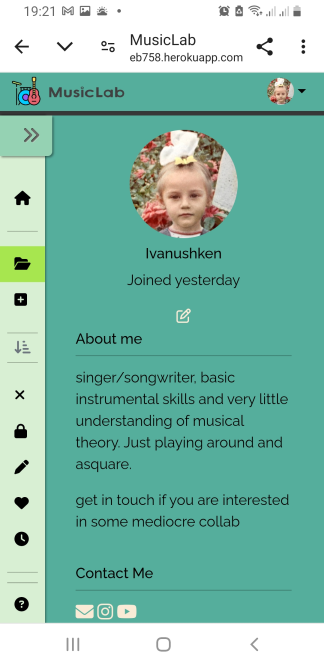 19:21
MusicLab
eb758.herokuapp.com
MusicLab
Ivanushken
Joined yesterday
About me
singer/songwriter, basic
instrumental skills and very little
understanding of musical
theory. Just playing around and
asquare.
get in touch if you are interested
in some mediocre collab
Contact Me